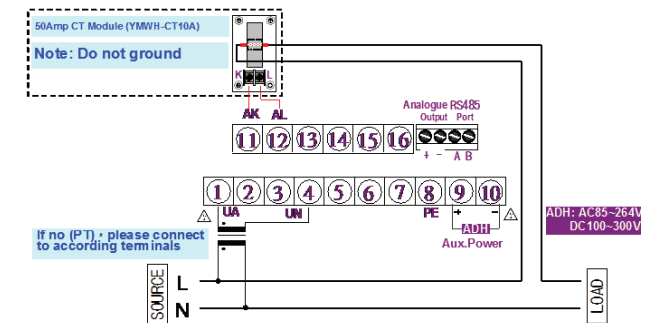 50Amp CT Module (YMWH-CT10A)
Note: Do not ground
K L
AK AL
Analogue RS485
Output Port
11 12 13 14 15 16
+ - A B
1 2 3 4 5 6 7 8 9 10
UA UN PE + -
ADH
Aux.Power
ADH: AC85~264V
DC100~300V
If no (PT) , please connect
to according terminals
SOURCE
L
N
LOAD